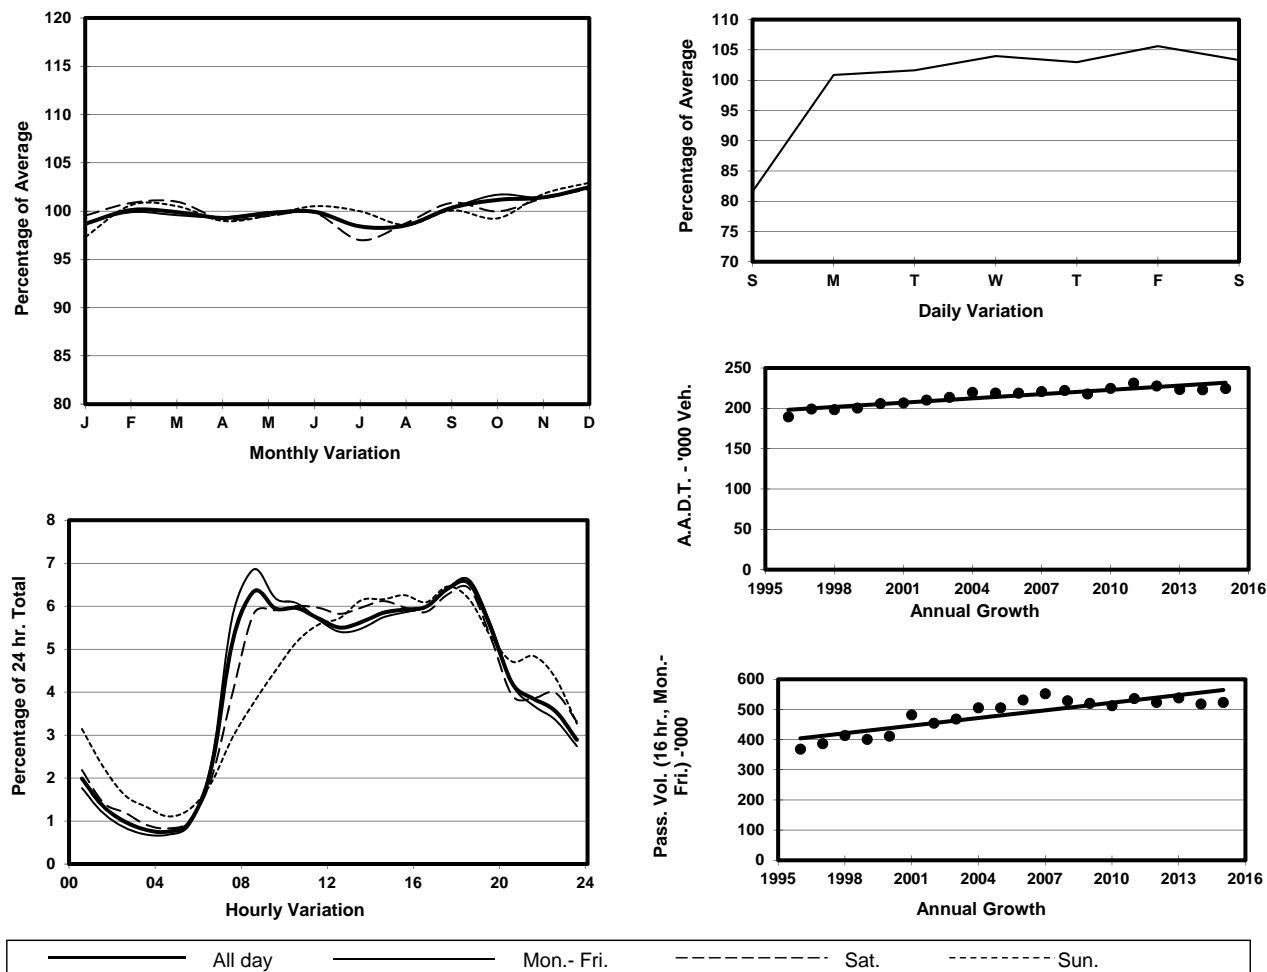 120
115
110
105
100
95
90
85
80
Percentage of Average
J F M A M J J A S O N D
Monthly Variation
110
105
100
95
90
85
80
75
70
Percentage of Average
S M T W T F S
Daily Variation
250
200
150
100
50
0
A.A.D.T. - '000 Veh.
1995 1998 2001 2004 2007 2010 2013 2016
Annual Growth
8
7
6
5
4
3
2
1
0
Percentage of 24 hr. Total
00 04 08 12 16 20 24
Hourly Variation
600
500
400
300
200
100
0
Pass. Vol. (16 hr., Mon.-
Fri.) -'000
1995 1998 2001 2004 2007 2010 2013 2016
Annual Growth
All day Mon.- Fri. Sat. Sun.